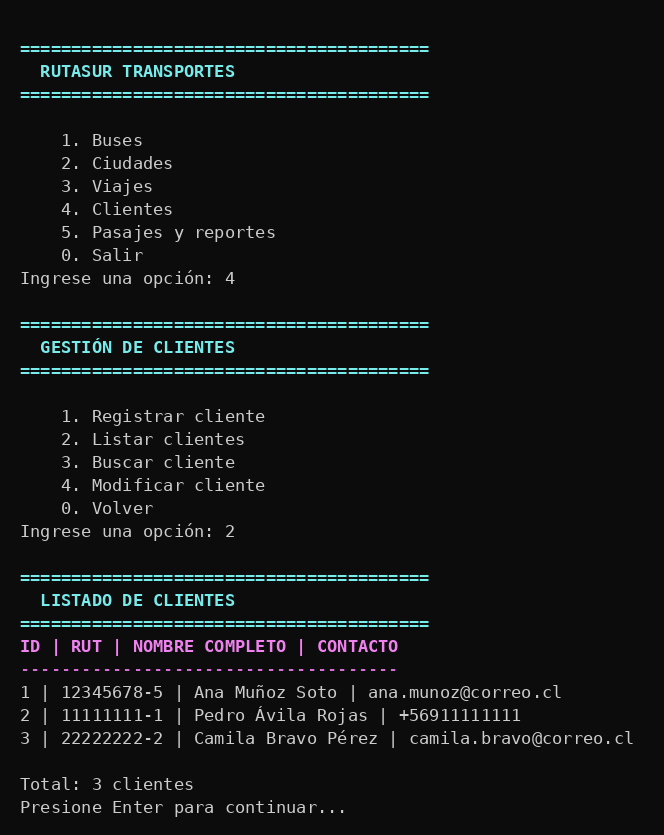 ========================================
  RUTASUR TRANSPORTES
========================================
    1. Buses
    2. Ciudades
    3. Viajes
    4. Clientes
    5. Pasajes y reportes
    0. Salir
Ingrese una opción: 4
========================================
  GESTIÓN DE CLIENTES
========================================
    1. Registrar cliente
    2. Listar clientes
    3. Buscar cliente
    4. Modificar cliente
    0. Volver
Ingrese una opción: 2
========================================
  LISTADO DE CLIENTES
========================================
ID | RUT | NOMBRE COMPLETO | CONTACTO
-------------------------------------
1 | 12345678-5 | Ana Muñoz Soto | ana.munoz@correo.cl
2 | 11111111-1 | Pedro Ávila Rojas | +56911111111
3 | 22222222-2 | Camila Bravo Pérez | camila.bravo@correo.cl
Total: 3 clientes
Presione Enter para continuar...